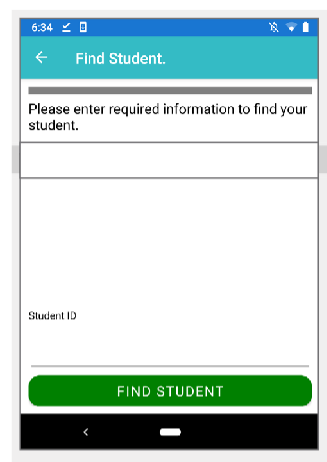 6:34
Find Student.
Please enter required information to find your
student.
Student ID
FIND STUDENT